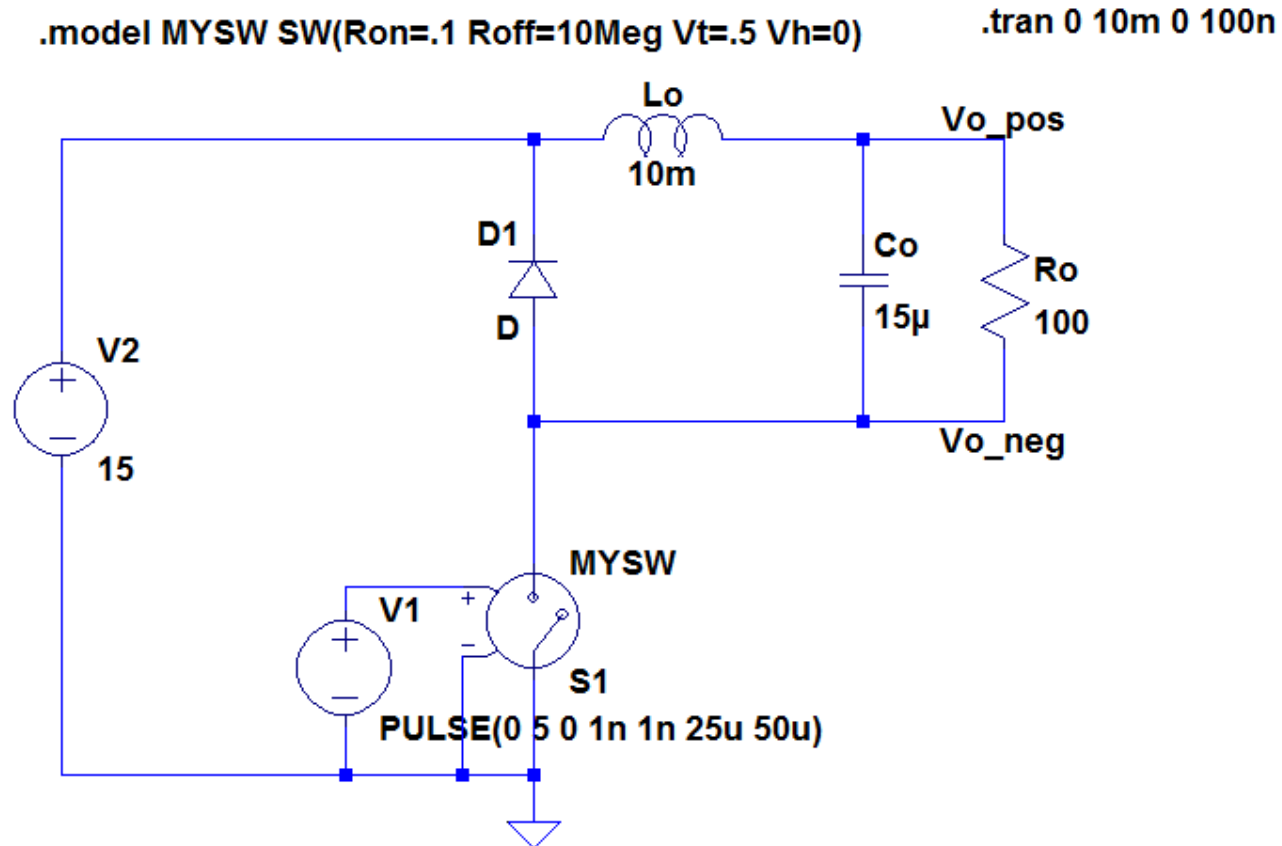 .model MYSW SW(Ron=.1 Roff=10Meg Vt=.5 Vh=0)
.tran 0 10m 0 100n
Lo
10m
Vo_pos
D1
D
Co
15µ
Ro
100
V2
15
Vo_neg
MYSW
V1
S1
PULSE(0 5 0 1n 1n 25u 50u)